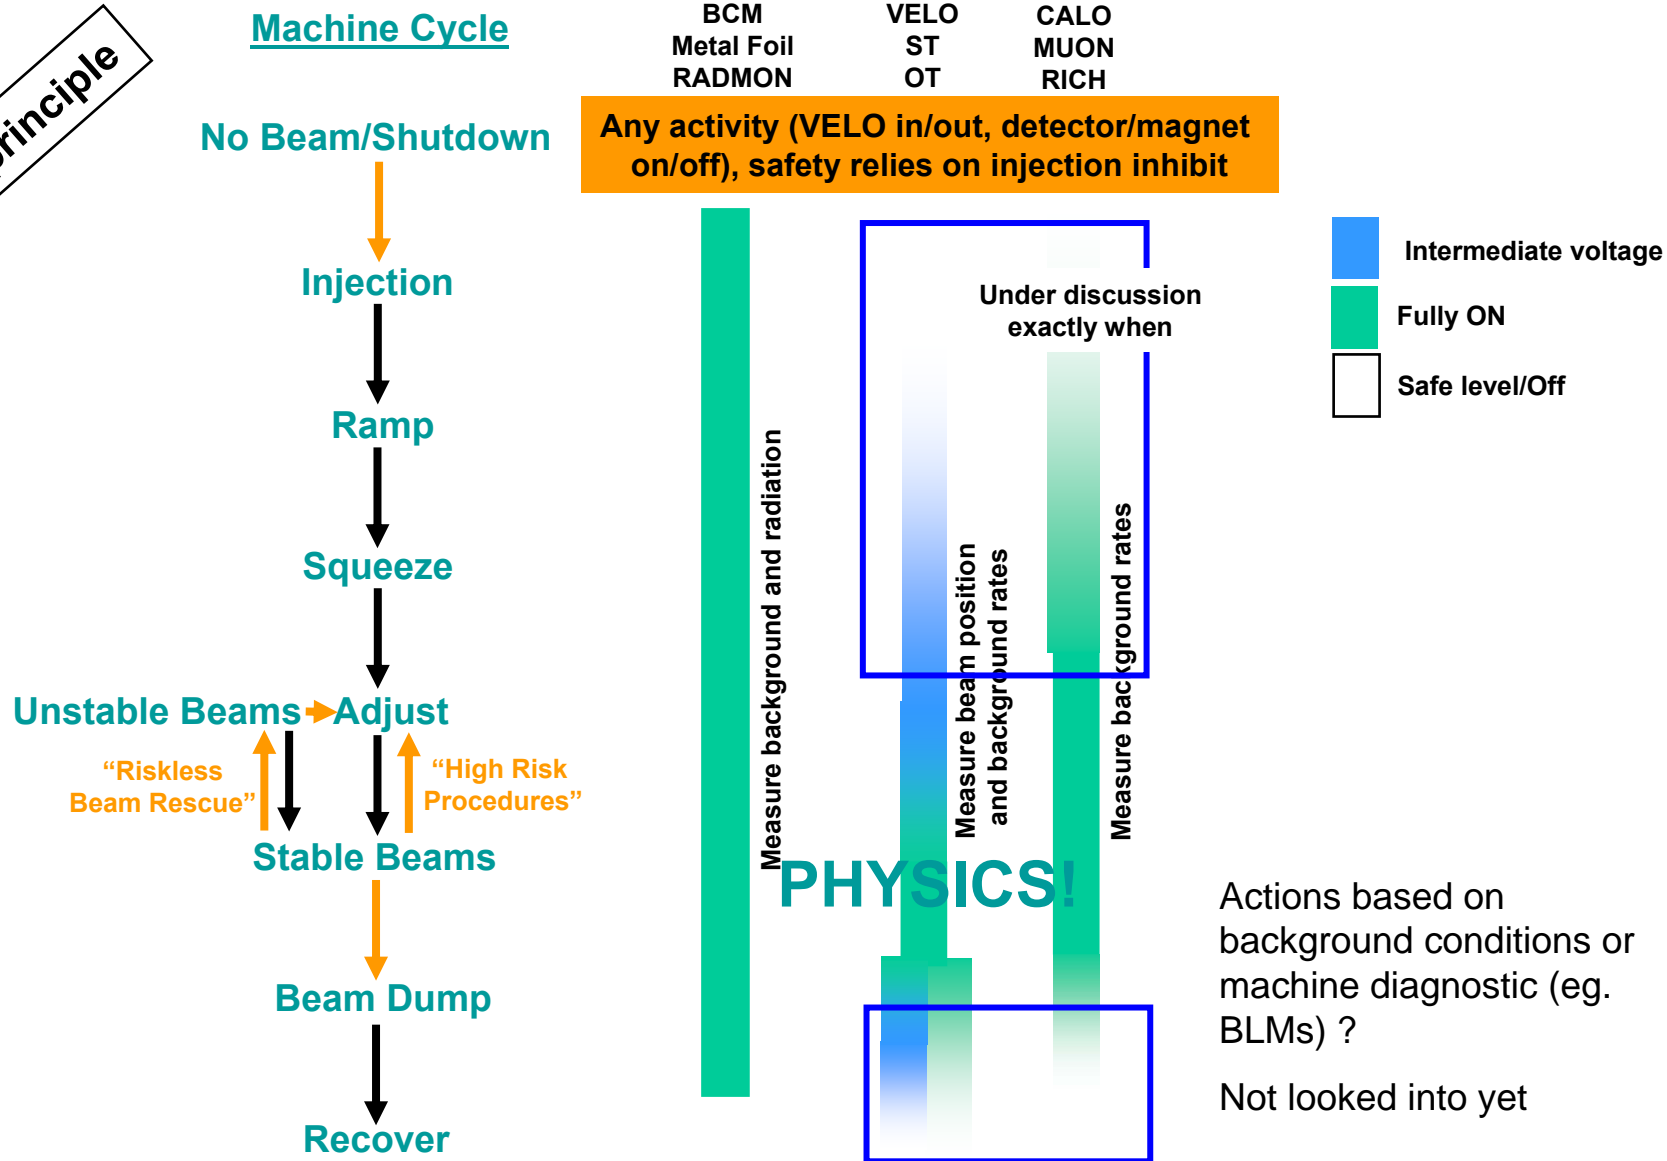 principle
Machine Cycle
BCM
Metal Foil
RADMON
VELO
ST
OT
CALO
MUON
RICH
No Beam/Shutdown
Any activity (VELO in/out, detector/magnet
on/off), safety relies on injection inhibit
Injection
Under discussion
exactly when
Intermediate voltage
Fully ON
Safe level/Off
Ramp
Squeeze
Unstable Beams
Adjust
“Riskless
Beam Rescue”
“High Risk
Procedures”
Stable Beams
Measure background and radiation
Measure beam position
and background rates
Measure background rates
PHYSICS!
Beam Dump
Recover
Actions based on
background conditions or
machine diagnostic (eg.
BLMs) ?
Not looked into yet